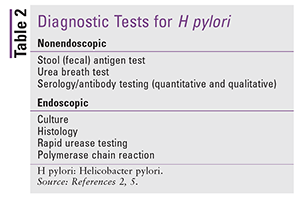 Table 2
Diagnostic Tests for H pylori
Nonendoscopic
Stool (fecal) antigen test
Urea breath test
Serology/antibody testing (quantitative and qualitative)
Endoscopic
Culture
Histology
Rapid urease testing
Polymerase chain reaction
H pylori: Helicobacter pylori.
Source: References 2, 5.